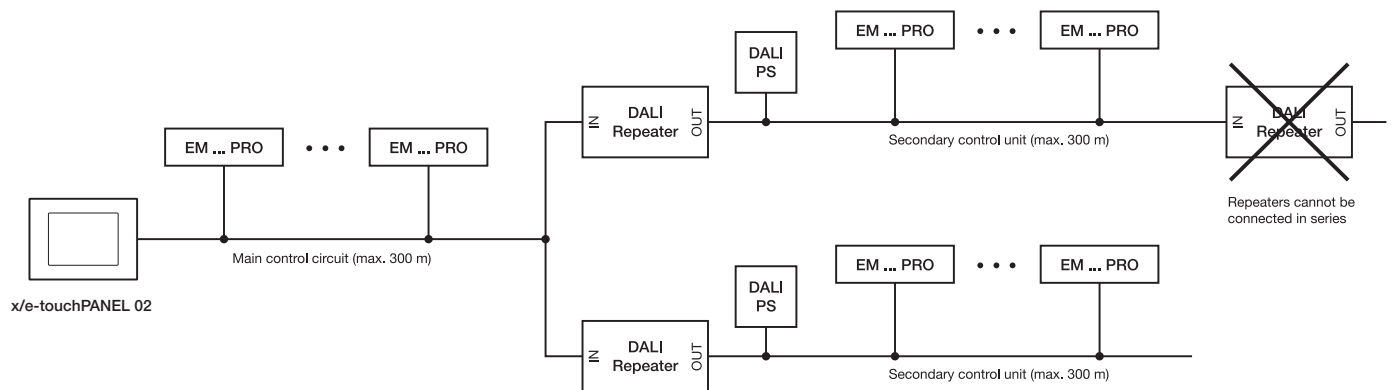 EM ... PRO
EM ... PRO
DALI
PS
IN
DALI
Repeater
OUT
Secondary control unit (max. 300 m)
IN
DALI
Repeater
OUT
Repeaters cannot be
connected in series
EM ... PRO
EM ... PRO
Main control circuit (max. 300 m)
x/e-touchPANEL 02
EM ... PRO
EM ... PRO
DALI
PS
IN
DALI
Repeater
OUT
Secondary control unit (max. 300 m)